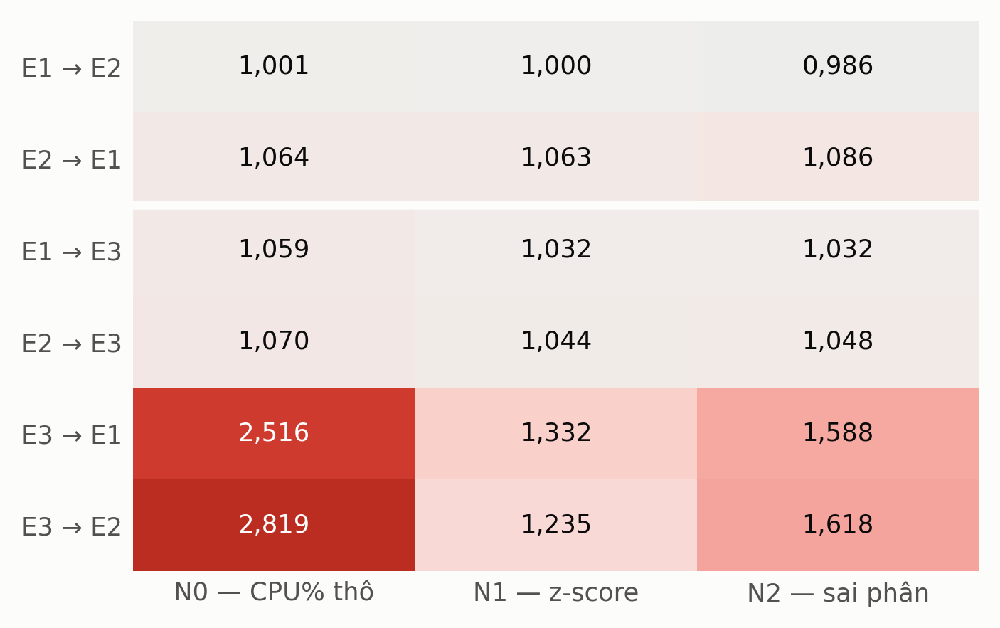 E1 → E2 1,001 1,000 0,986
E2 → E1 1,064 1,063 1,086
E1 → E3 1,059 1,032 1,032
E2 → E3 1,070 1,044 1,048
E3 → E1 2,516 1,332 1,588
E3 → E2 2,819 1,235 1,618
N0 — CPU% thô N1 — z-score N2 — sai phân